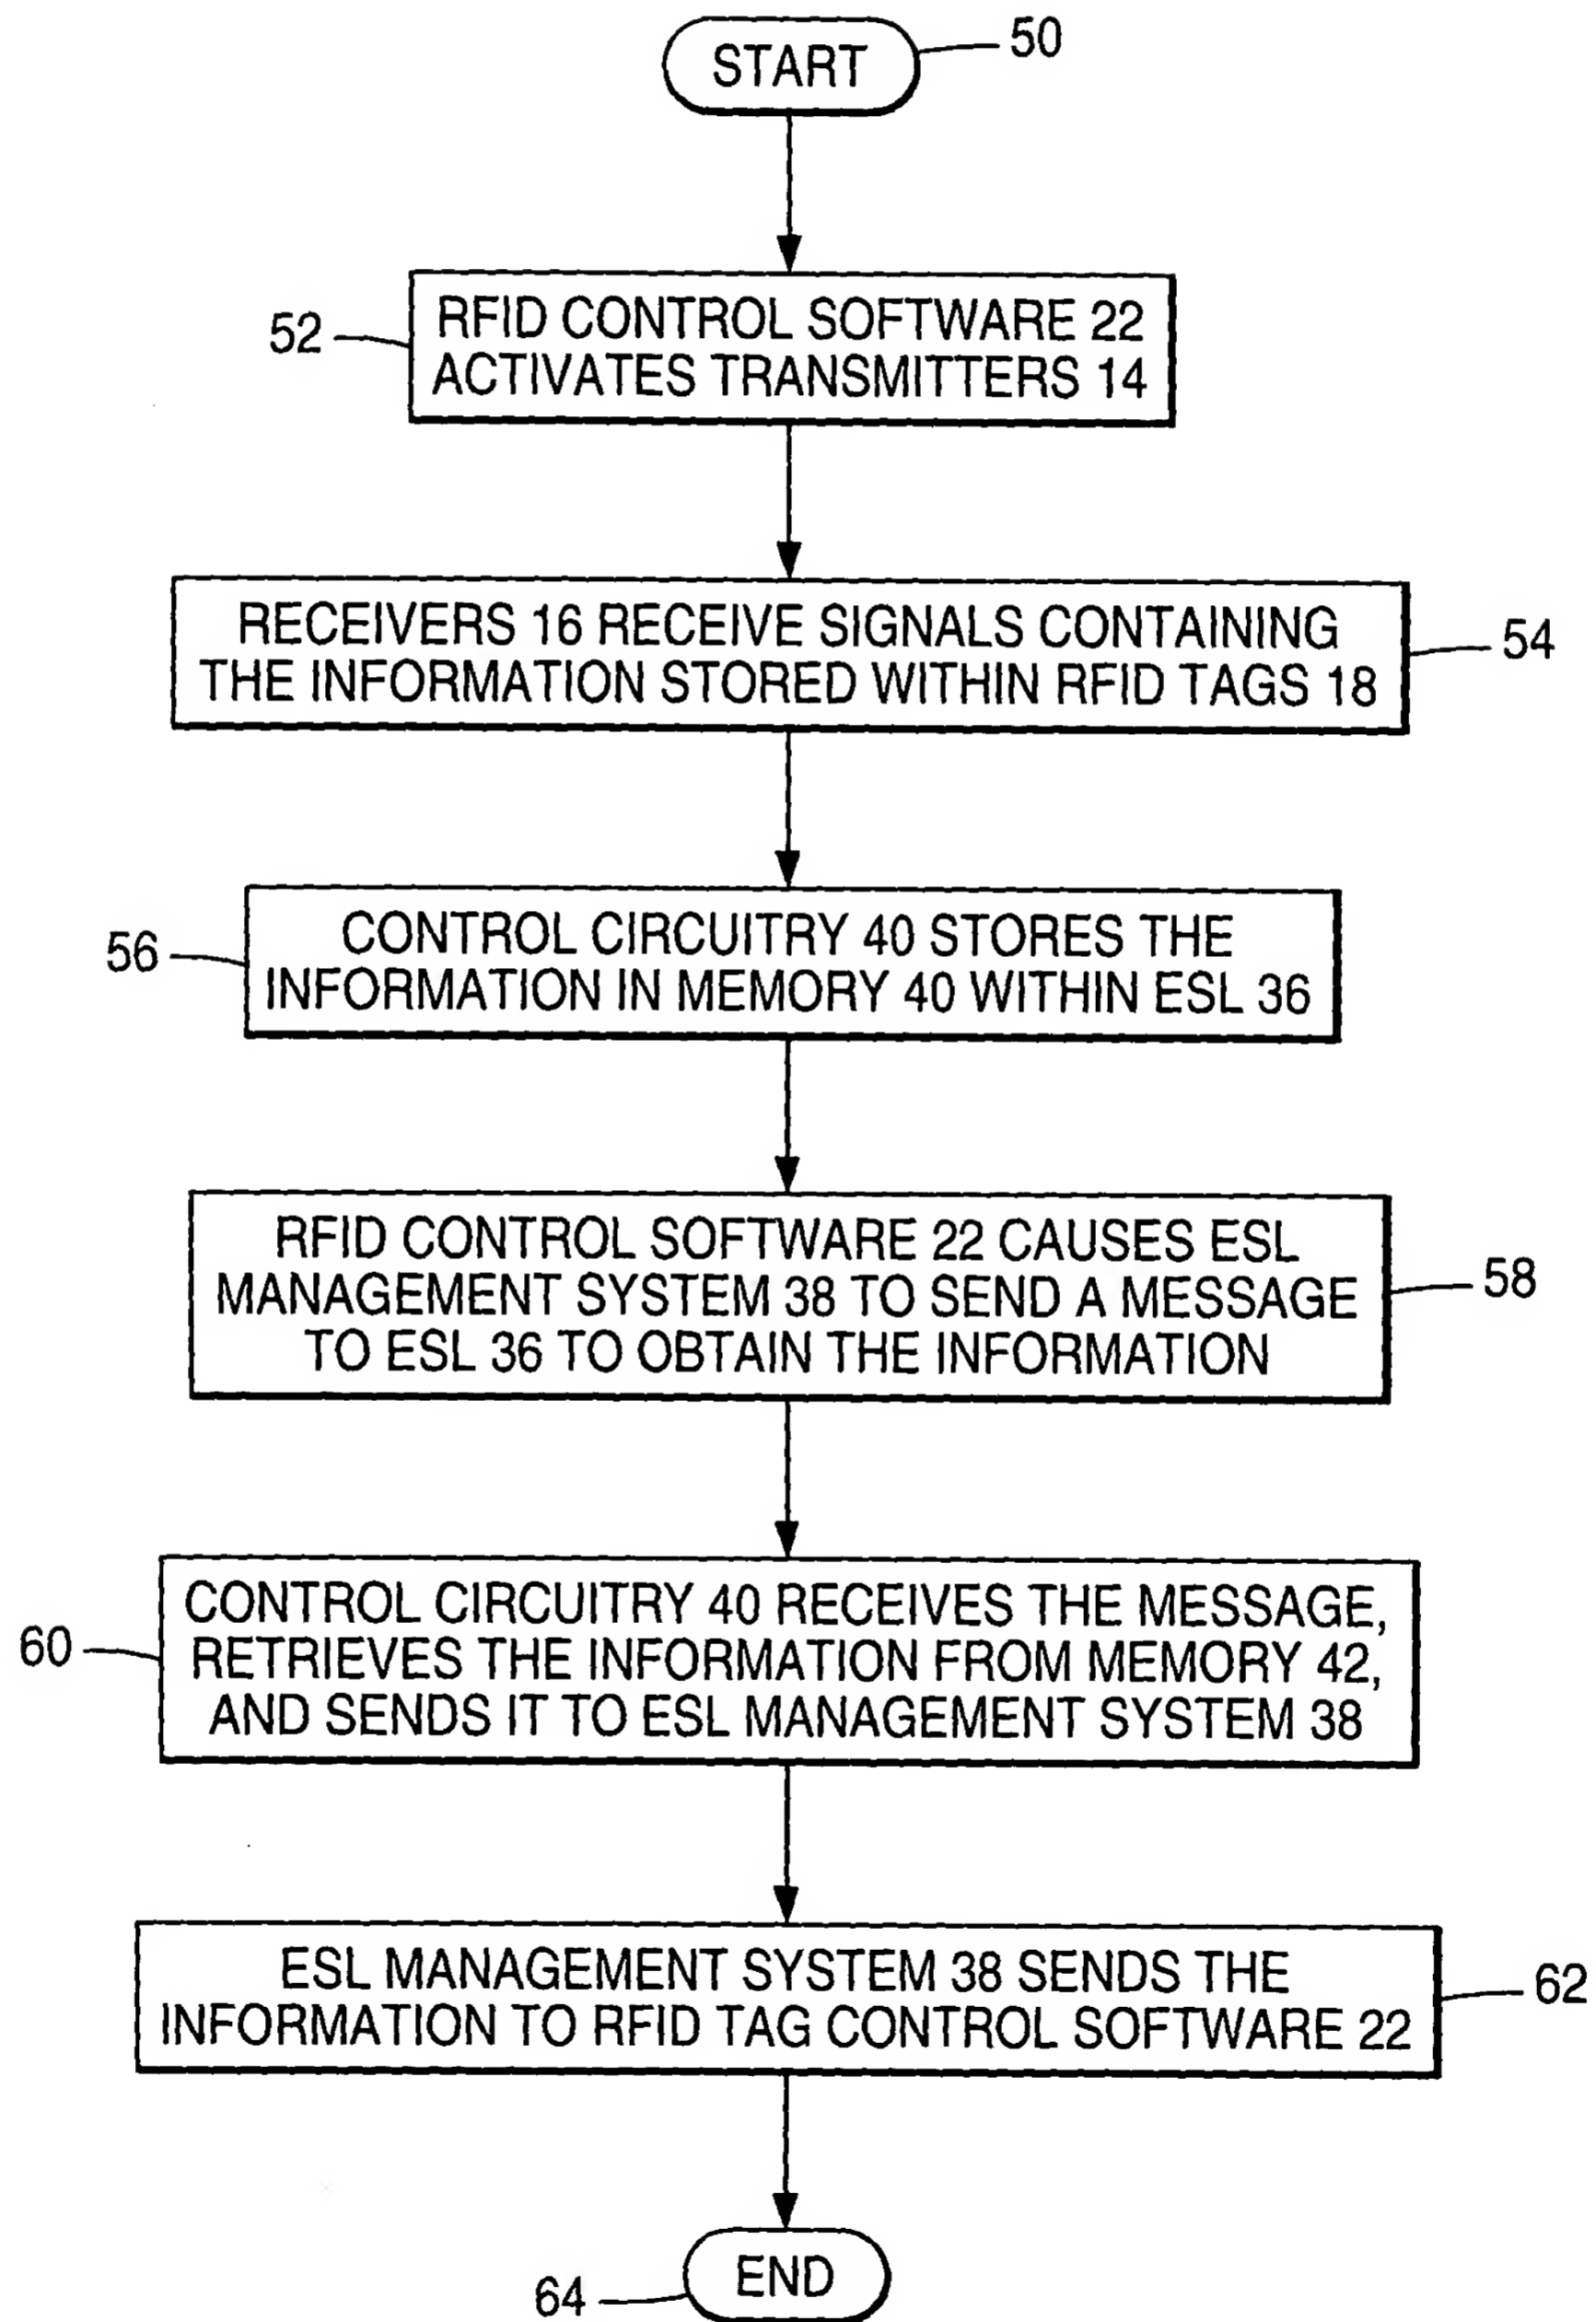 START
50
52
RFID CONTROL SOFTWARE 22
ACTIVATES TRANSMITTERS 14
RECEIVERS 16 RECEIVE SIGNALS CONTAINING
THE INFORMATION STORED WITHIN RFID TAGS 18
54
56
CONTROL CIRCUITRY 40 STORES THE
INFORMATION IN MEMORY 40 WITHIN ESL 36
RFID CONTROL SOFTWARE 22 CAUSES ESL
MANAGEMENT SYSTEM 38 TO SEND A MESSAGE
TO ESL 36 TO OBTAIN THE INFORMATION
58
60
CONTROL CIRCUITRY 40 RECEIVES THE MESSAGE,
RETRIEVES THE INFORMATION FROM MEMORY 42,
AND SENDS IT TO ESL MANAGEMENT SYSTEM 38
ESL MANAGEMENT SYSTEM 38 SENDS THE
INFORMATION TO RFID TAG CONTROL SOFTWARE 22
62
END
64